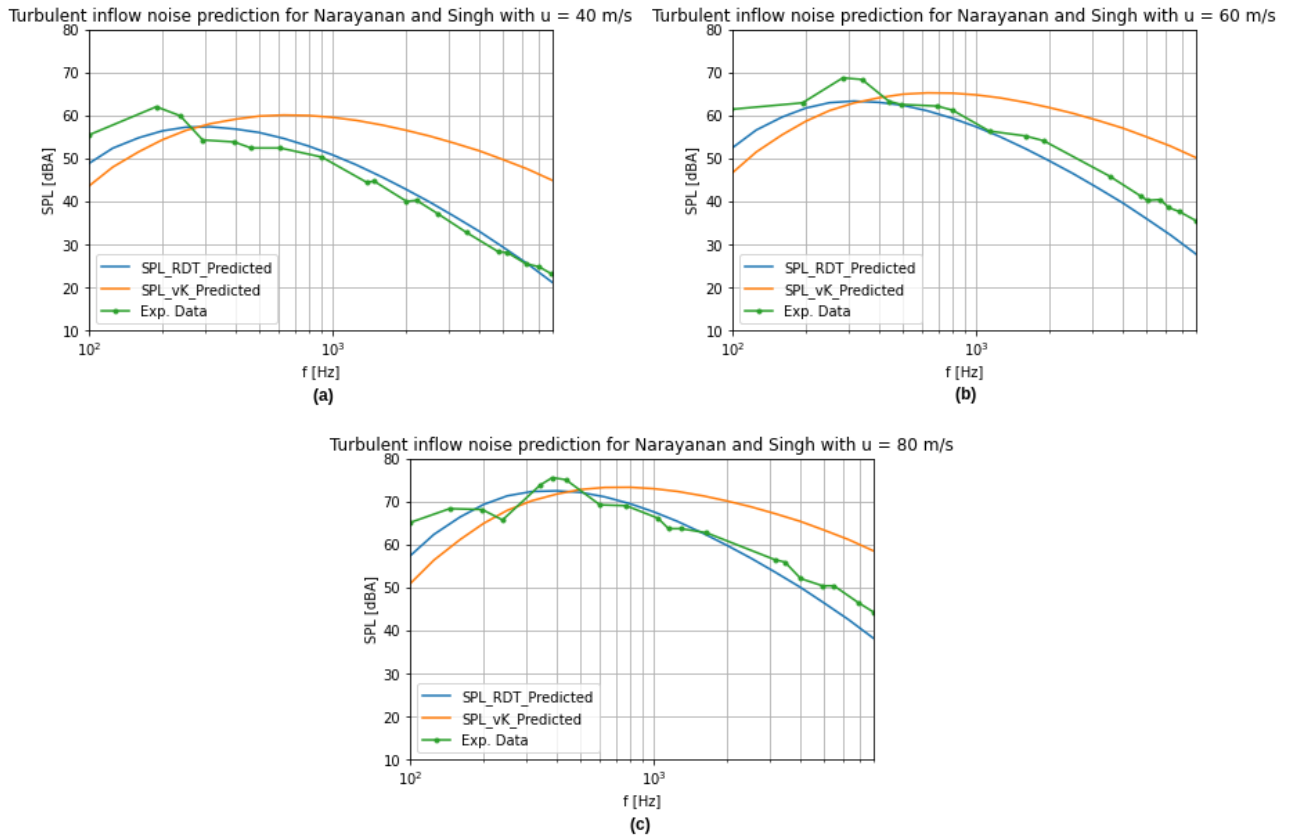 Turbulent inflow noise prediction for Narayanan and Singh with u = 40 m/s
80
70
60
50
40
30
20
10
SPL [dBA]
SPL_RDT_Predicted
SPL_vK_Predicted
Exp. Data
10²
10³
f [Hz]
(a)
Turbulent inflow noise prediction for Narayanan and Singh with u = 60 m/s
80
70
60
50
40
30
20
10
SPL [dBA]
SPL_RDT_Predicted
SPL_vK_Predicted
Exp. Data
10²
10³
f [Hz]
(b)
Turbulent inflow noise prediction for Narayanan and Singh with u = 80 m/s
80
70
60
50
40
30
20
10
SPL [dBA]
SPL_RDT_Predicted
SPL_vK_Predicted
Exp. Data
10²
10³
f [Hz]
(c)